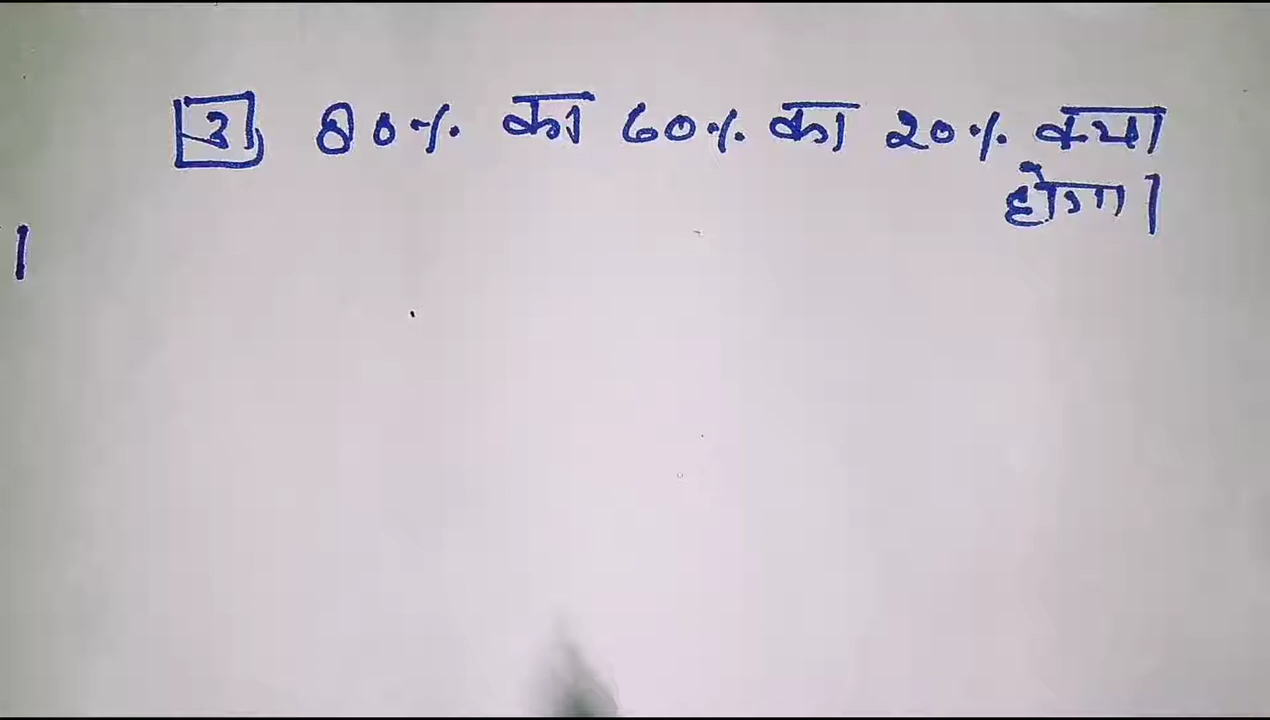 3 80% का 60% का 20% क्या
होगा।